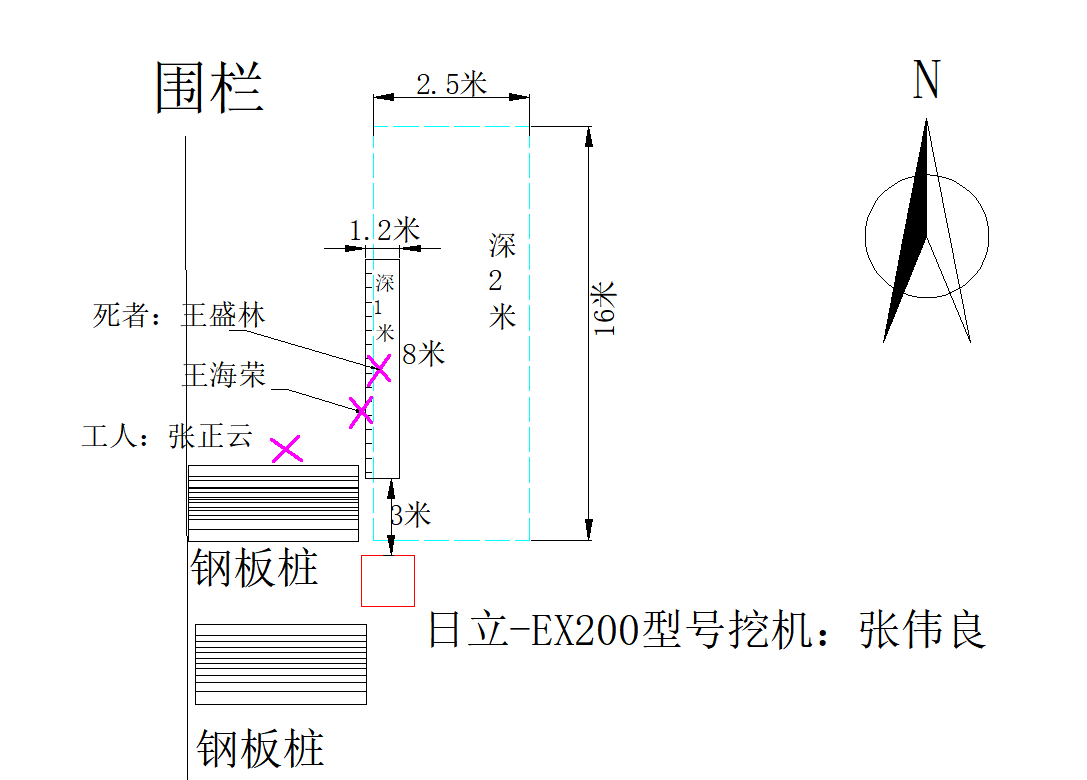 围栏
2.5米
N
1.2米
深2米
深1米
16米
死者：王盛林
8米
王海荣
工人：张正云
3米
钢板桩
日立-EX200型号挖机：张伟良
钢板桩